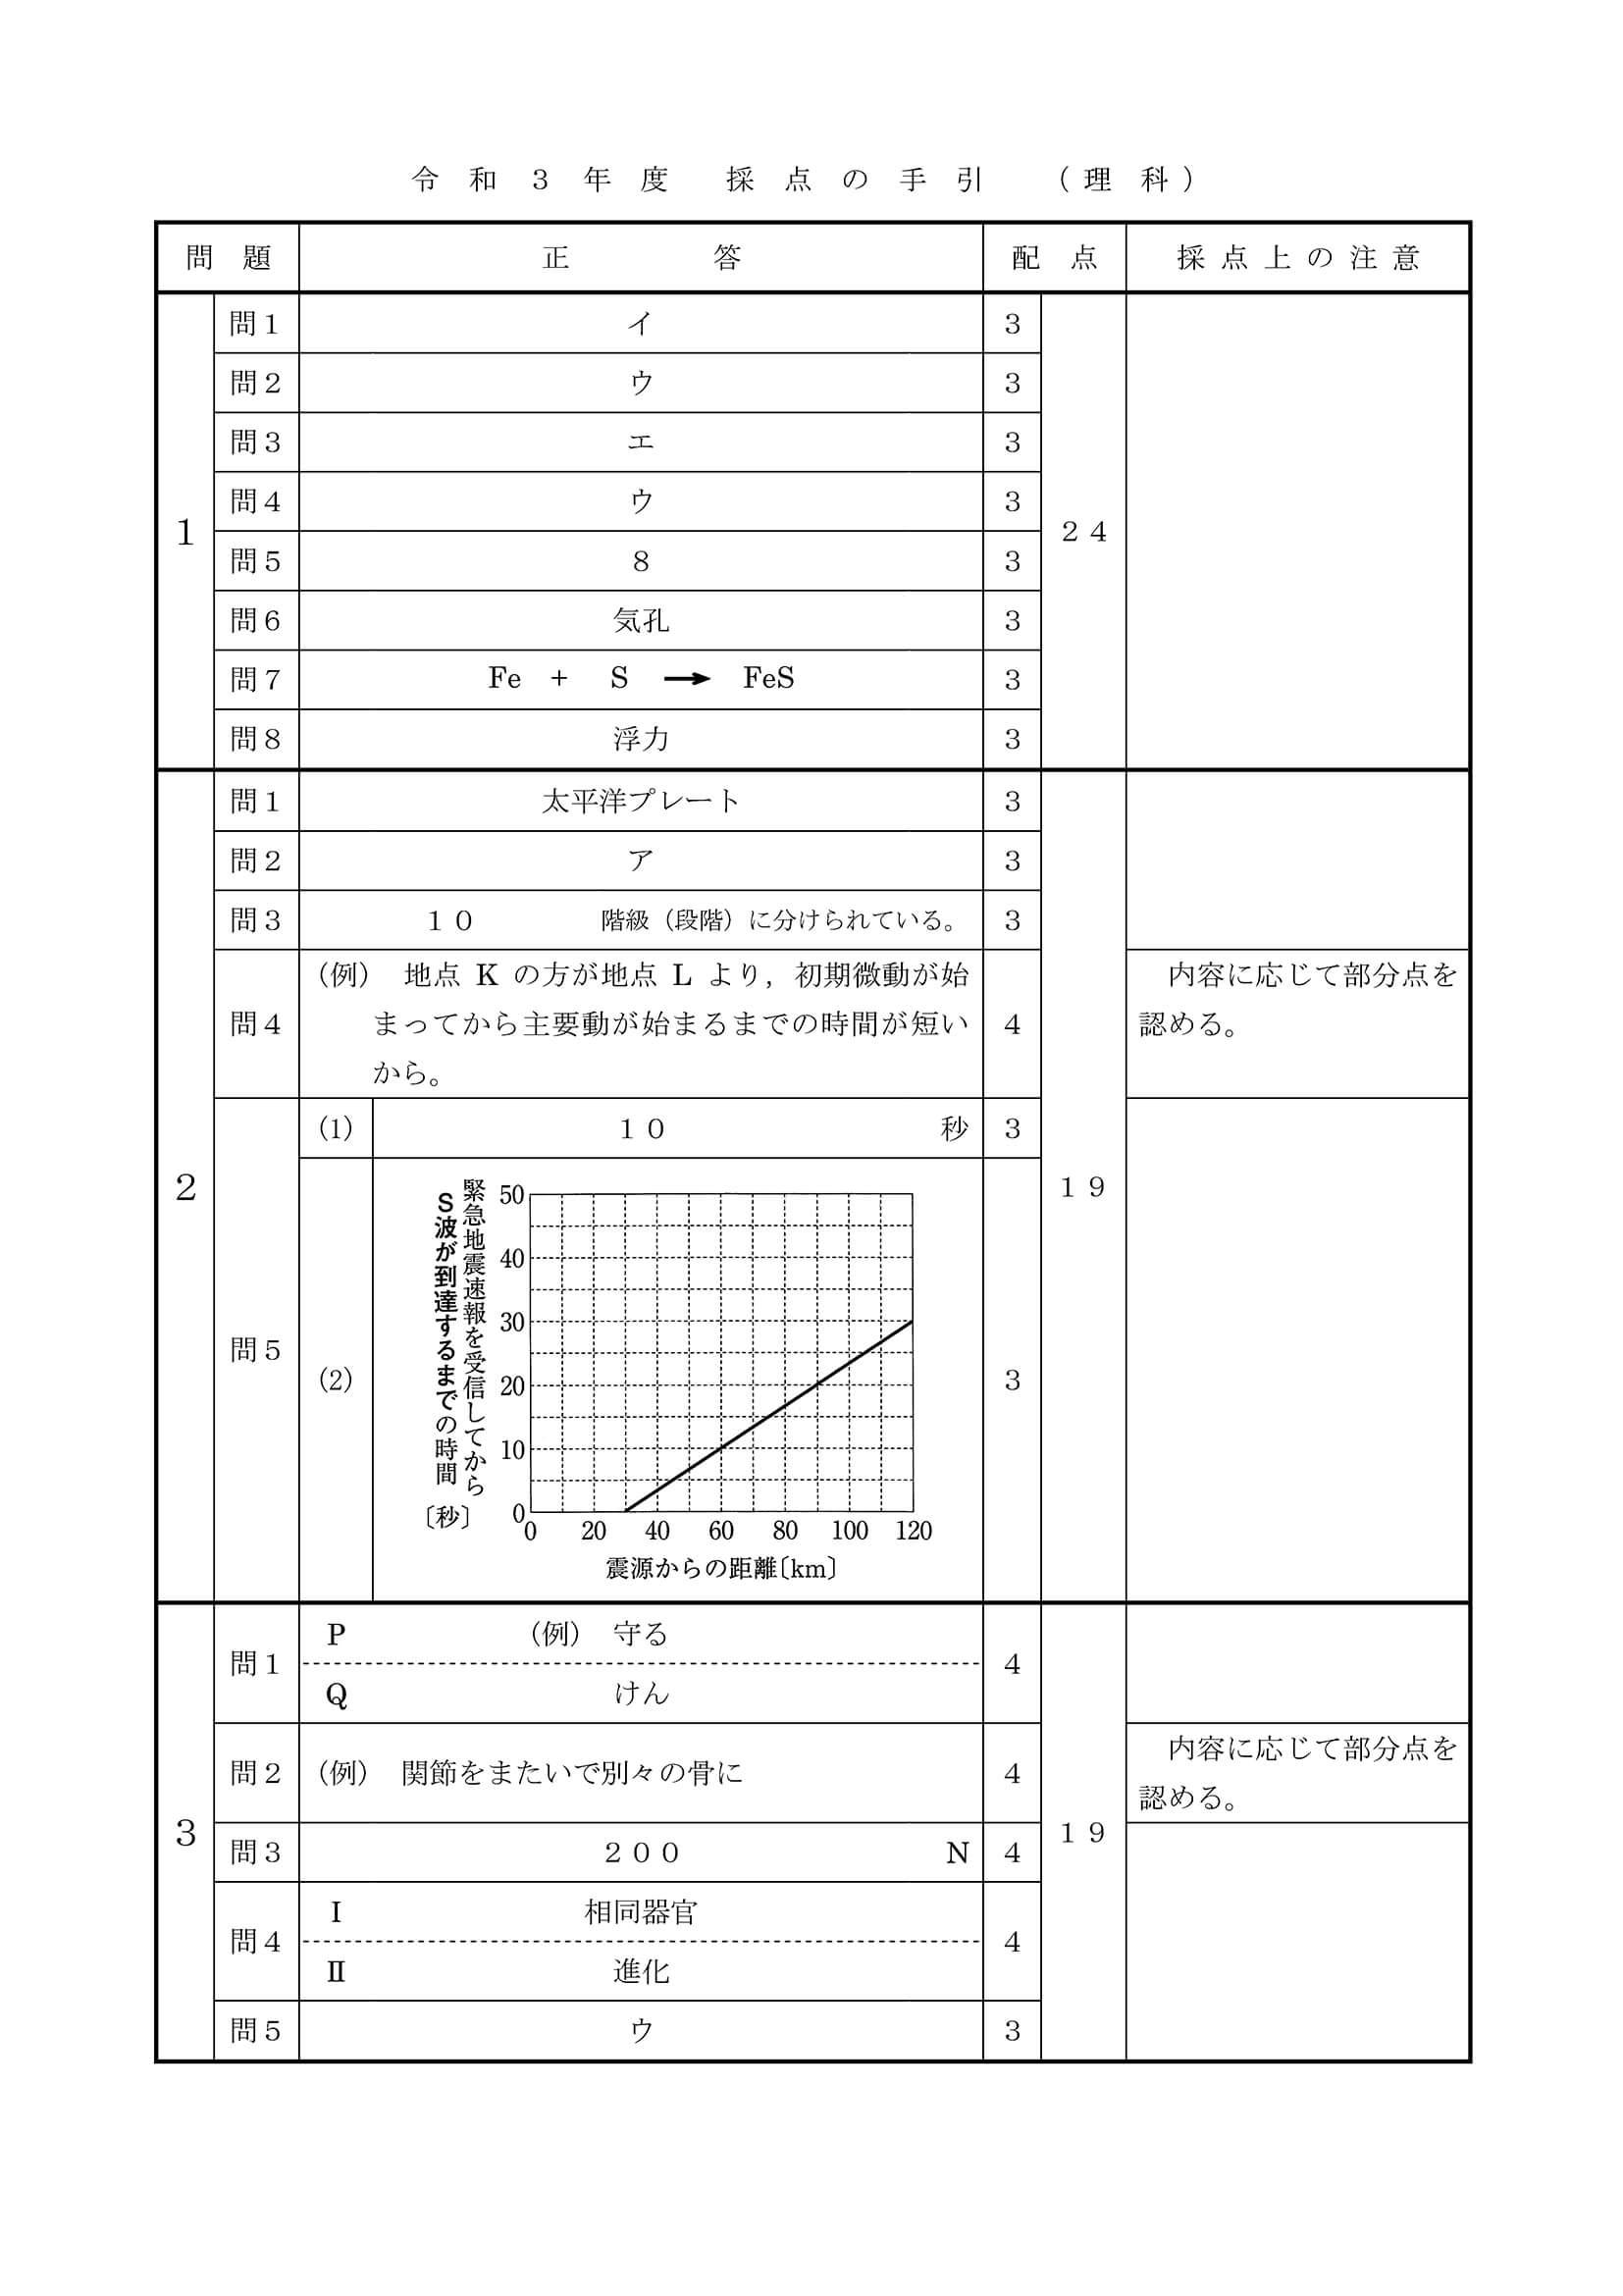 令和３年度　採点の手引　（理科）
問題　正答　配点　採点上の注意
1　24
問１　イ　3
問２　ウ　3
問３　エ　3
問４　ウ　3
問５　８　3
問６　気孔　3
問７　Fe + S → FeS　3
問８　浮力　3
2　19
問１　太平洋プレート　3
問２　ア　3
問３　１０　階級（段階）に分けられている。　3
問４　4
（例）　地点 K の方が地点 L より，初期微動が始
まってから主要動が始まるまでの時間が短い
から。
内容に応じて部分点を
認める。
問５
(1)　１０　秒　3
(2)　3
緊急地震速報を受信してから
S波が到達するまでの時間
〔秒〕
50
40
30
20
10
0
0　20　40　60　80　100　120
震源からの距離〔km〕
3　19
問１　4
P　（例）　守る
Q　けん
問２　（例）　関節をまたいで別々の骨に　4
内容に応じて部分点を
認める。
問３　２００　N　4
問４　4
Ⅰ　相同器官
Ⅱ　進化
問５　ウ　3